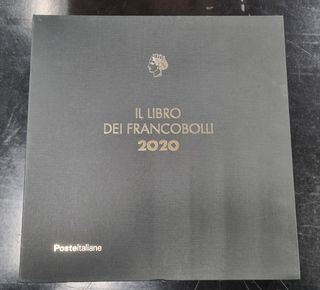 IL LIBRO
DEI FRANCOBOLLI
2020
Posteitaliane